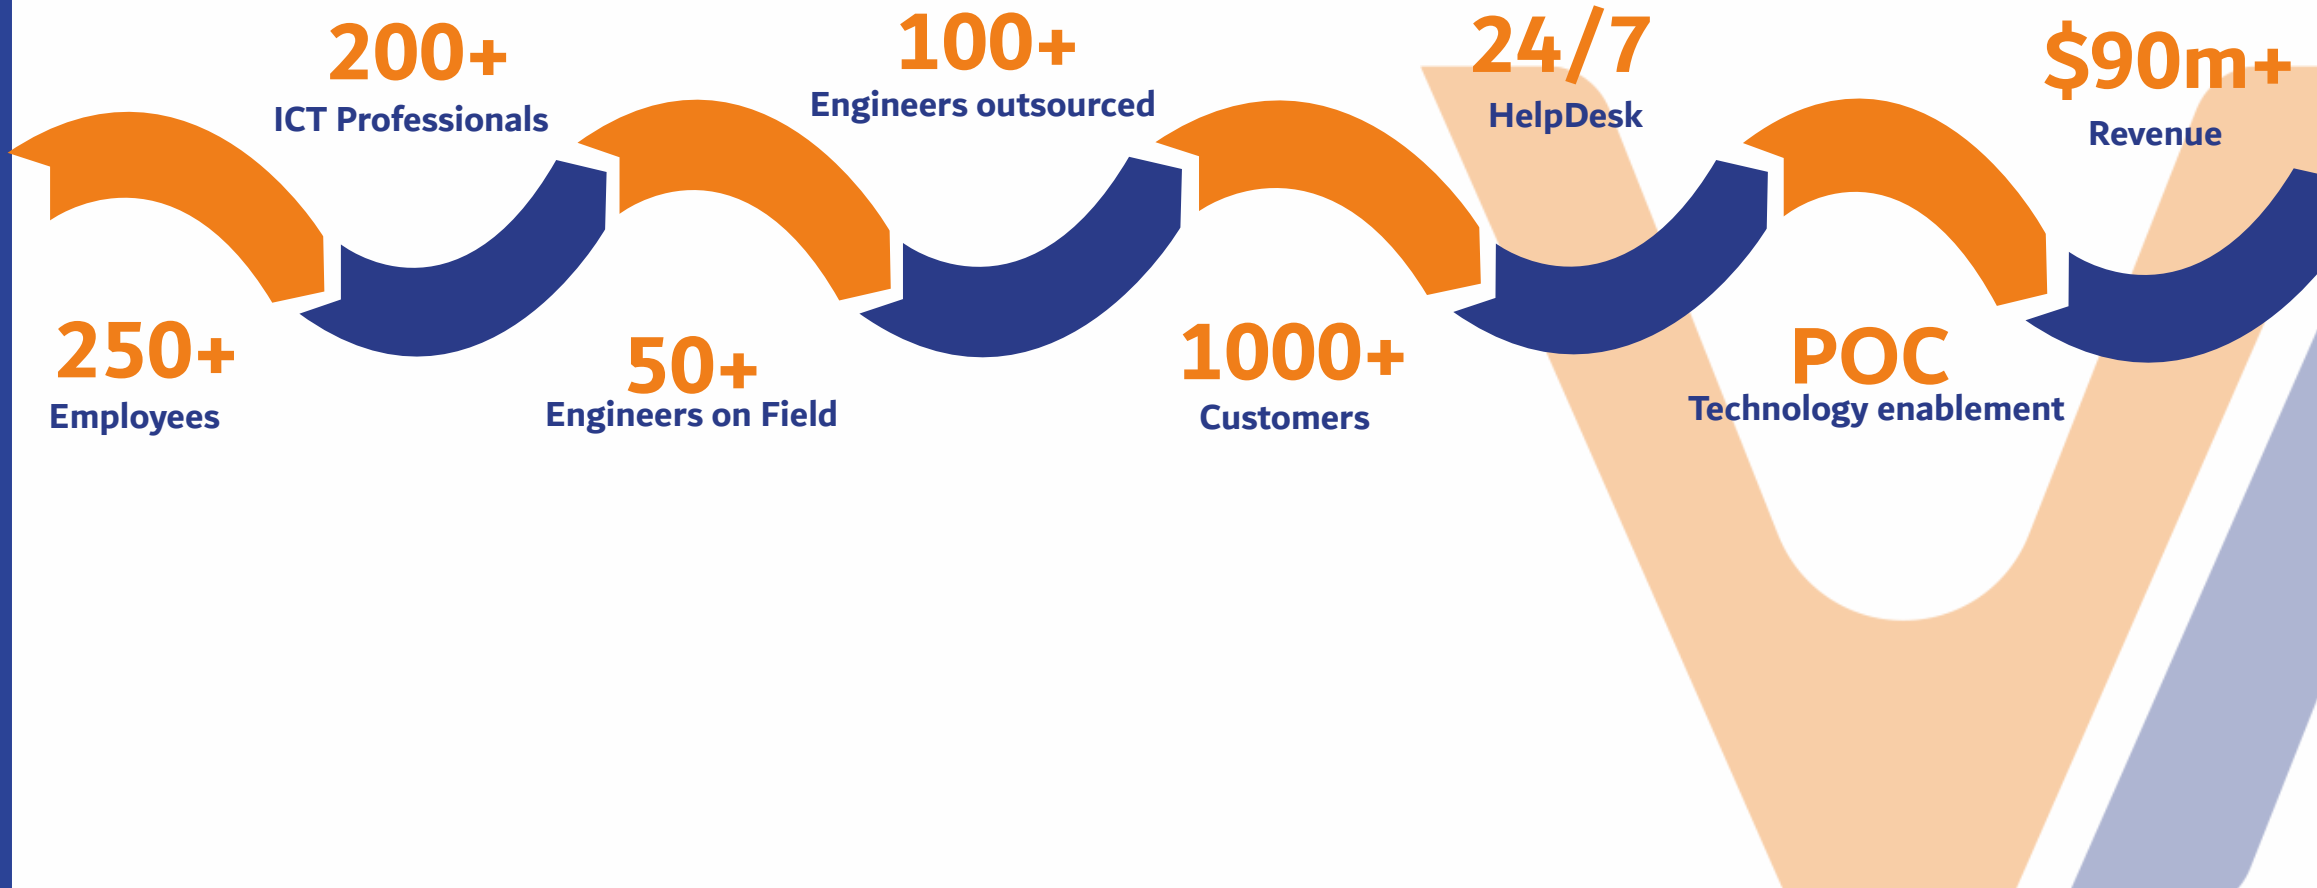 250+
Employees
200+
ICT Professionals
50+
Engineers on Field
100+
Engineers outsourced
1000+
Customers
24/7
HelpDesk
POC
Technology enablement
$90m+
Revenue